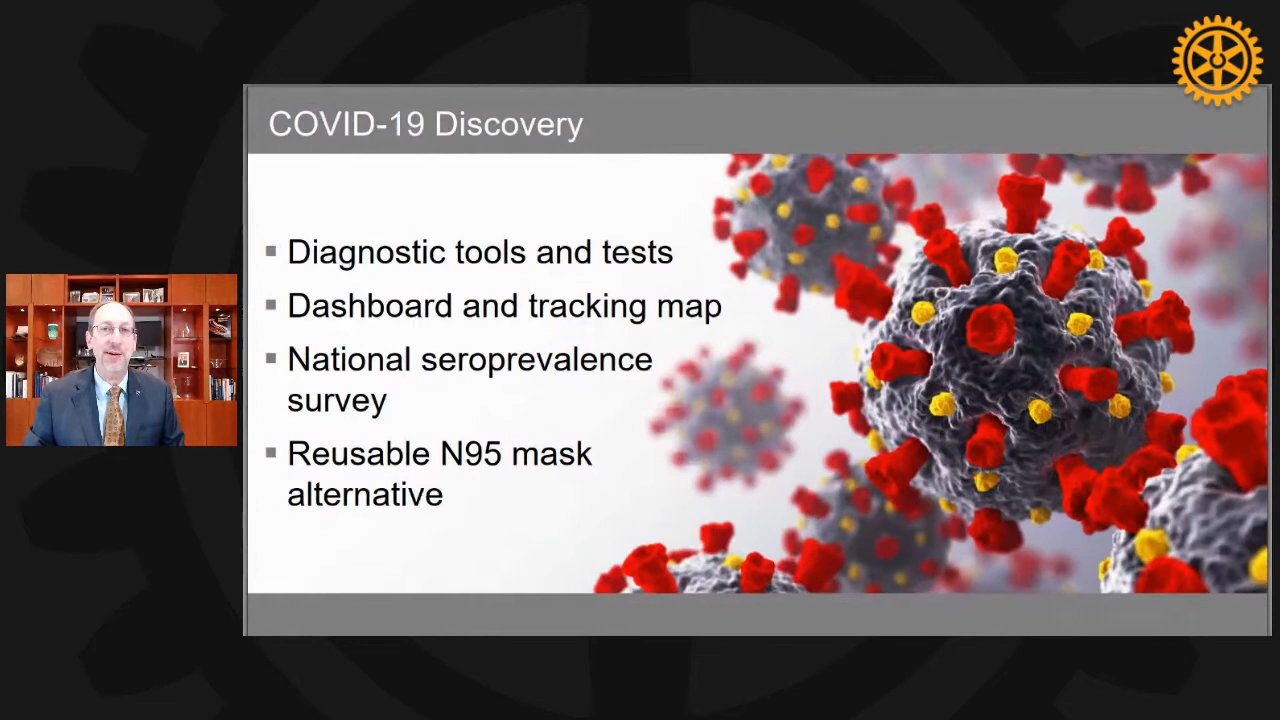 COVID-19 Discovery
Diagnostic tools and tests
Dashboard and tracking map
National seroprevalence
survey
Reusable N95 mask
alternative